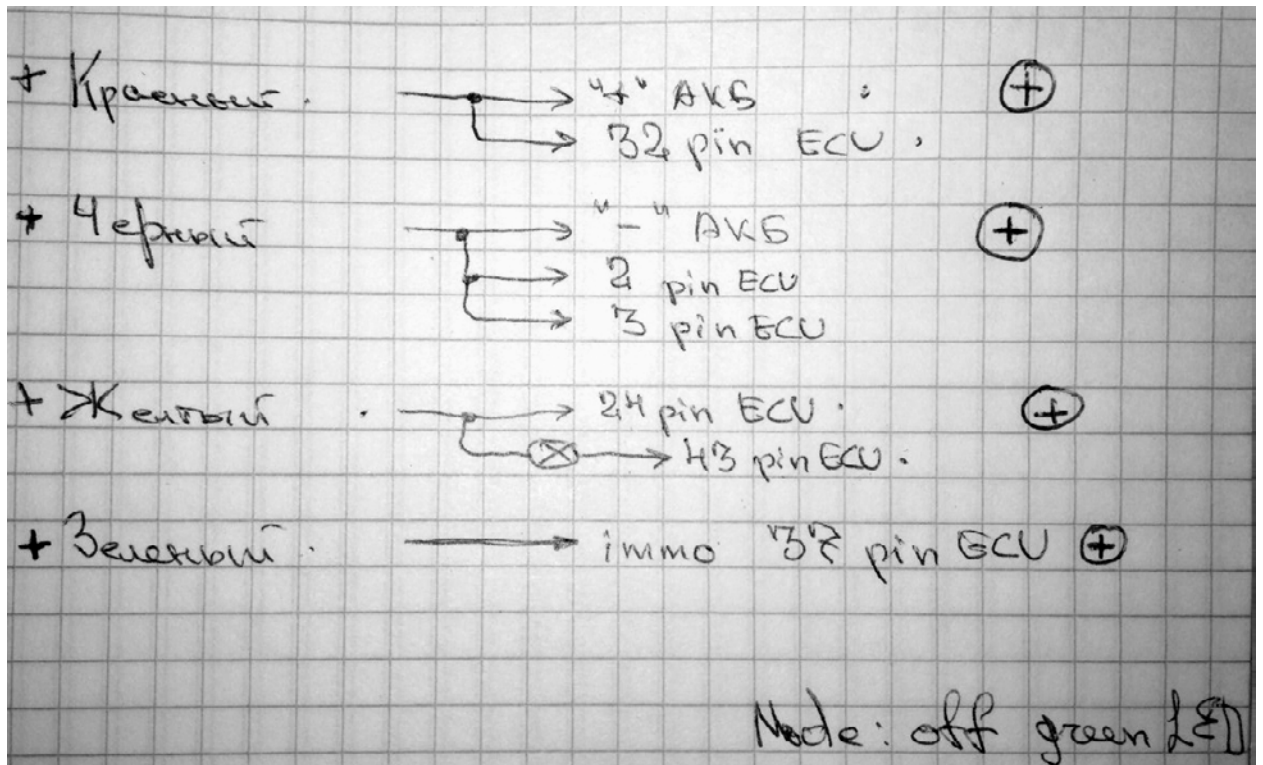 + Красный. "+" АКБ +
32 pin ECU.
+ Черный "-" АКБ +
2 pin ECU
3 pin ECU
+ Желтый. 24 pin ECU. +
43 pin ECU.
+ Зеленый. immo 37 pin ECU +
Mode: off green LED